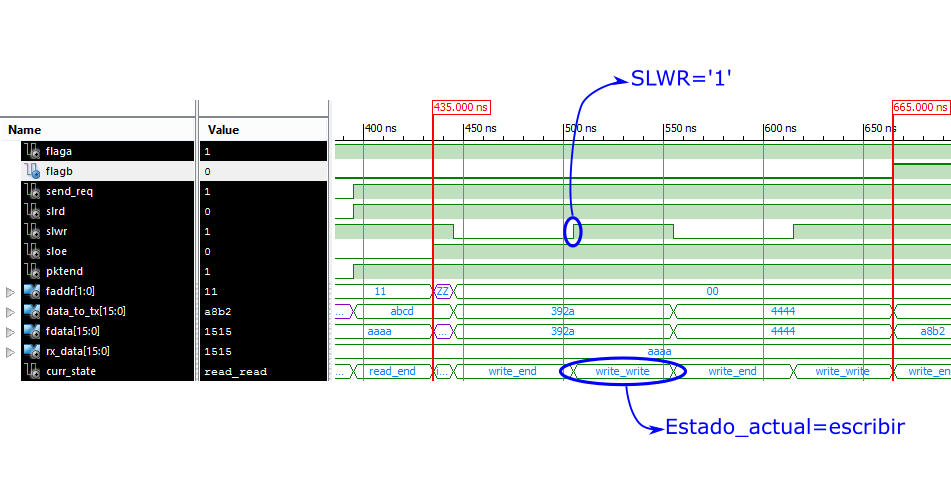 SLWR='1'
435.000 ns 665.000 ns
Name Value 400 ns 450 ns 500 ns 550 ns 600 ns 650 ns
flaga 1
flagb 0
send_req 1
slrd 0
slwr 1
sloe 0
pktend 1
faddr[1:0] 11 11 ZZ 00
data_to_tx[15:0] a8b2 ... abcd 392a 4444
fdata[15:0] 1515 aaaa ... 392a 4444 a8b2
rx_data[15:0] 1515 aaaa
curr_state read_read ... read_end i... write_end write_write write_end write_write write_en
Estado_actual=escribir